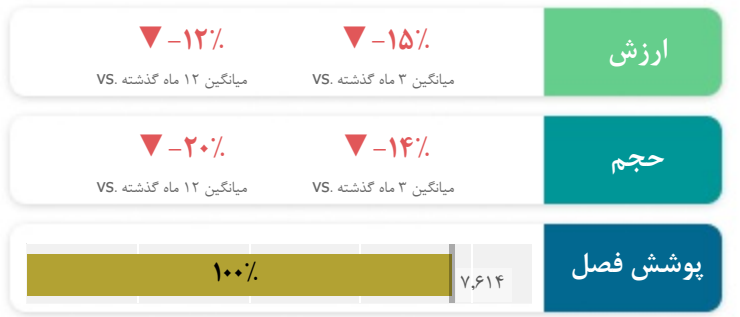 ارزش
▼ -۱۵٪
میانگین ۳ ماه گذشته .VS
▼ -۱۲٪
میانگین ۱۲ ماه گذشته .VS
حجم
▼ -۱۴٪
میانگین ۳ ماه گذشته .VS
▼ -۲۰٪
میانگین ۱۲ ماه گذشته .VS
پوشش فصل
۷,۶۱۴
۱۰۰٪